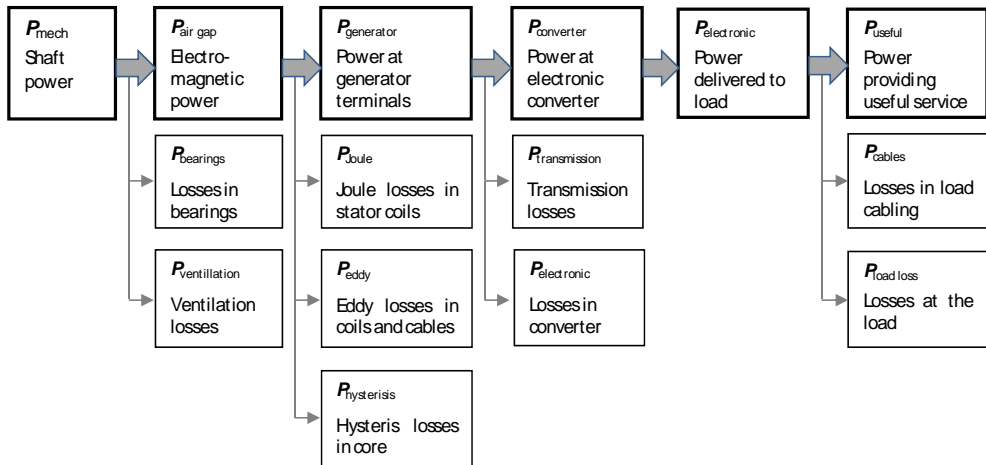 Pmech
Shaft
power
Pair gap
Electro-
magnetic
power
Pgenerator
Power at
generator
terminals
Pconverter
Power at
electronic
converter
Pelectronic
Power
delivered to
load
Puseful
Power
providing
useful service
Pbearings
Losses in
bearings
PJoule
Joule losses in
stator coils
Ptransmission
Transmission
losses
Pcables
Losses in load
cabling
Pventillation
Ventilation
losses
Peddy
Eddy losses in
coils and cables
Pelectronic
Losses in
converter
Pload loss
Losses at the
load
Physterisis
Hysteris losses
in core